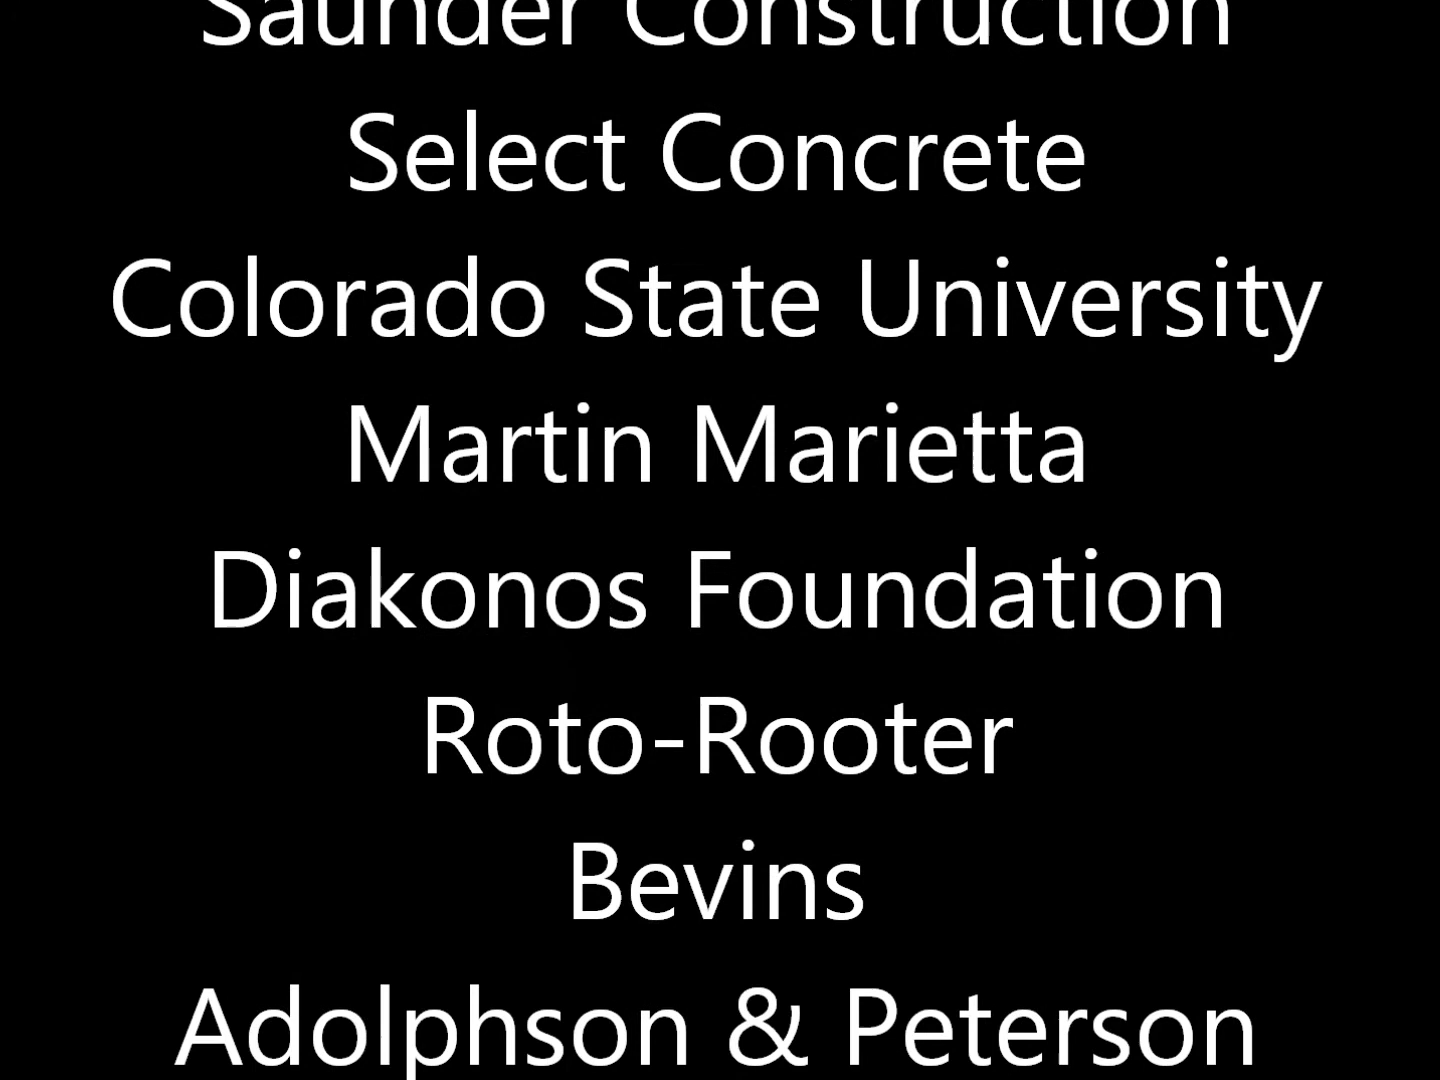 Saunder Construction
Select Concrete
Colorado State University
Martin Marietta
Diakonos Foundation
Roto-Rooter
Bevins
Adolphson & Peterson